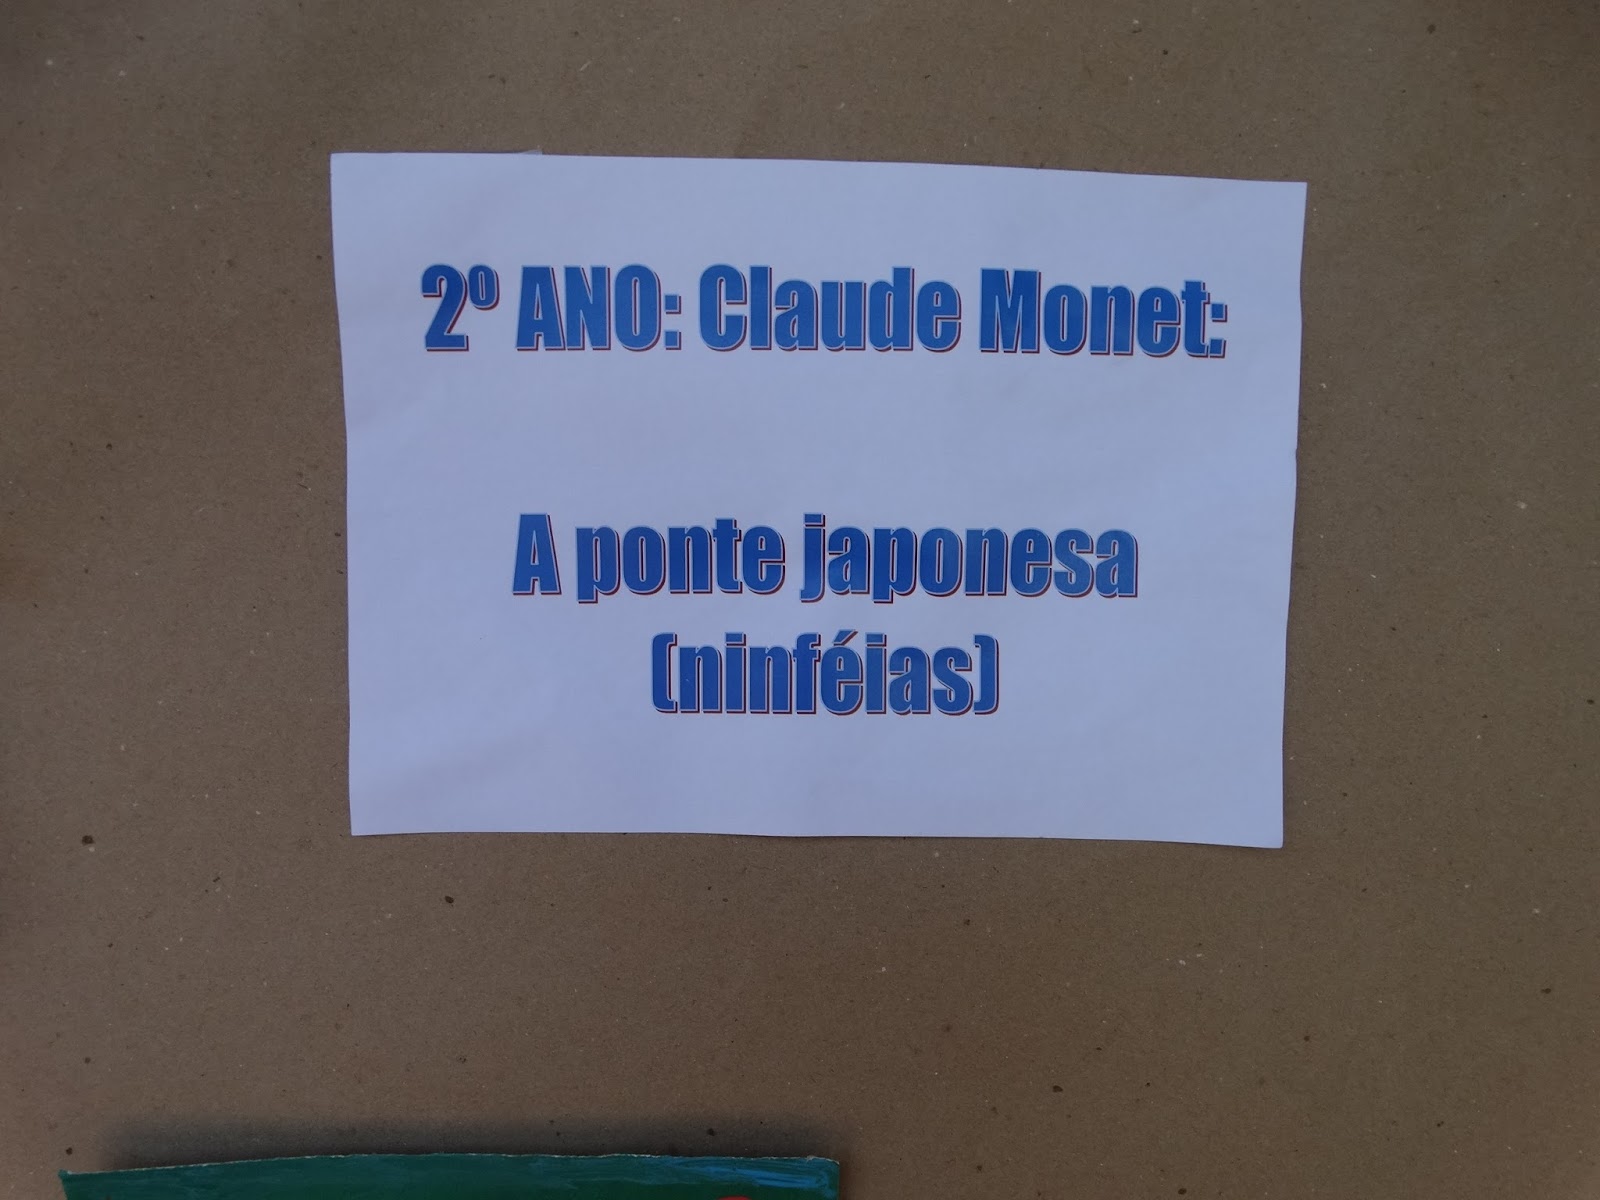 2º ANO: Claude Monet:
A ponte japonesa
(ninféias)